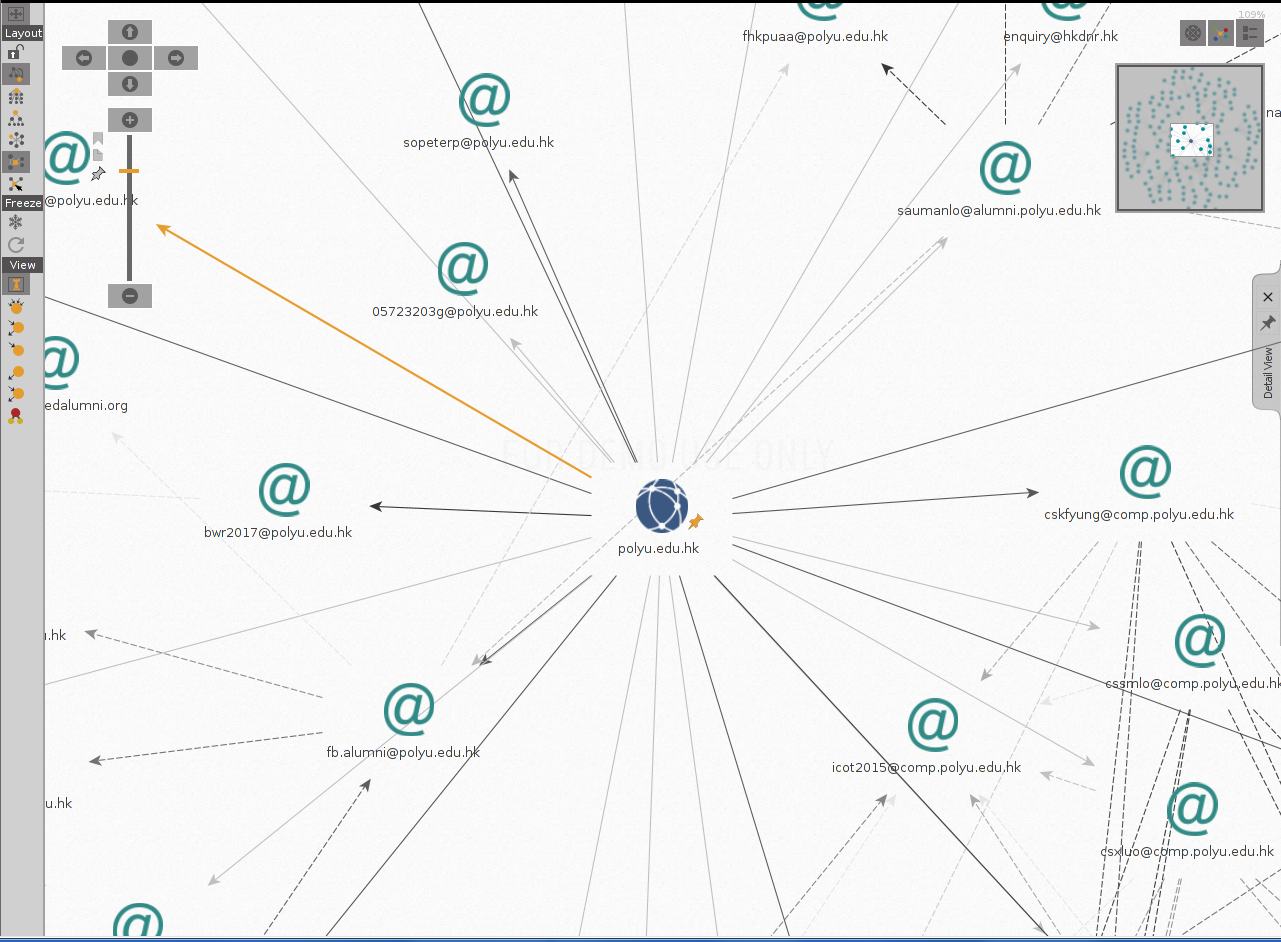 109%
Layout
fhkpuaa@polyu.edu.hk
enquiry@hkdnr.hk
na
sopeterp@polyu.edu.hk
@polyu.edu.hk
Freeze
saumanlo@alumni.polyu.edu.hk
View
05723203g@polyu.edu.hk
Detail View
edalumni.org
FOR DEMO USE ONLY
bwr2017@polyu.edu.hk
cskfyung@comp.polyu.edu.hk
polyu.edu.hk
.hk
cssmlo@comp.polyu.edu.hk
fb.alumni@polyu.edu.hk
icot2015@comp.polyu.edu.hk
u.hk
csxluo@comp.polyu.edu.hk